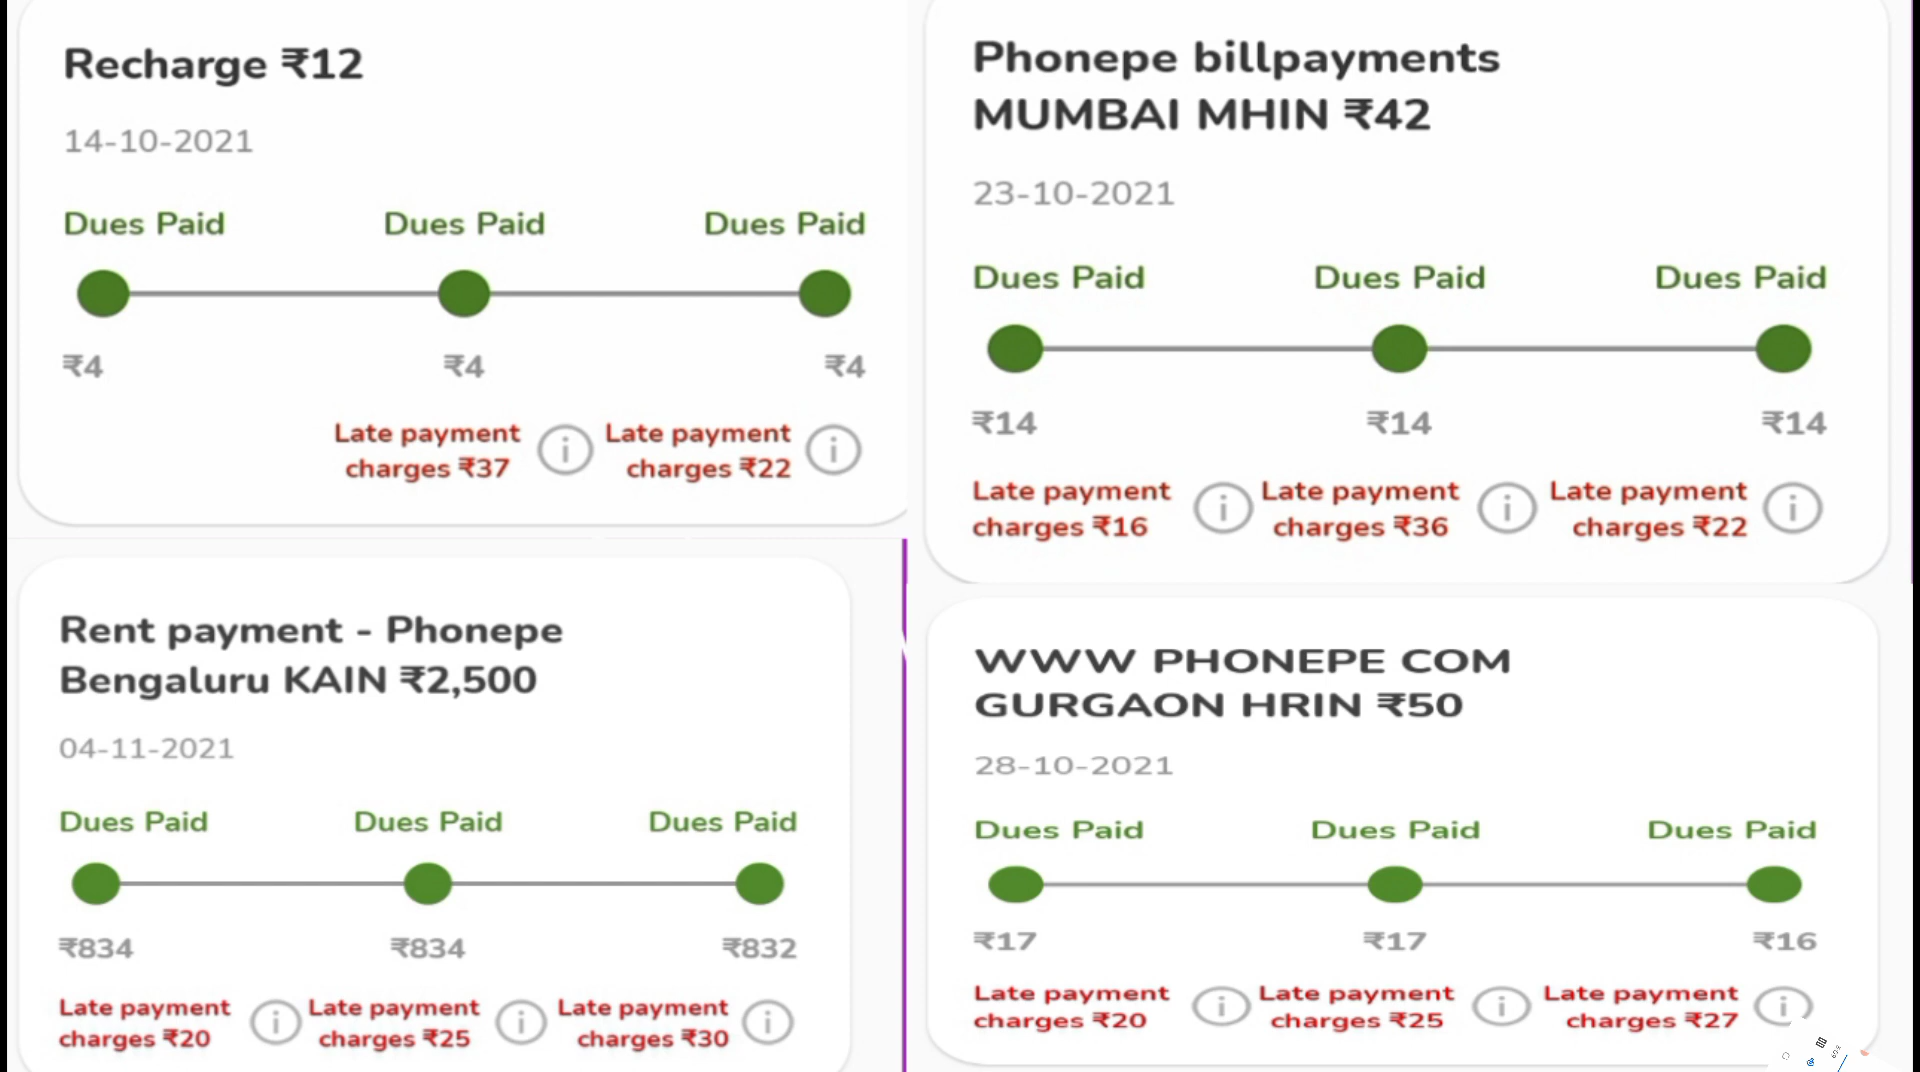 Recharge ₹12
14-10-2021
Dues Paid Dues Paid Dues Paid
₹4 ₹4 ₹4
Late payment Late payment
charges ₹37 charges ₹22
Phonepe billpayments
MUMBAI MHIN ₹42
23-10-2021
Dues Paid Dues Paid Dues Paid
₹14 ₹14 ₹14
Late payment Late payment Late payment
charges ₹16 charges ₹36 charges ₹22
Rent payment - Phonepe
Bengaluru KAIN ₹2,500
04-11-2021
Dues Paid Dues Paid Dues Paid
₹834 ₹834 ₹832
Late payment Late payment Late payment
charges ₹20 charges ₹25 charges ₹30
WWW PHONEPE COM
GURGAON HRIN ₹50
28-10-2021
Dues Paid Dues Paid Dues Paid
₹17 ₹17 ₹16
Late payment Late payment Late payment
charges ₹20 charges ₹25 charges ₹27